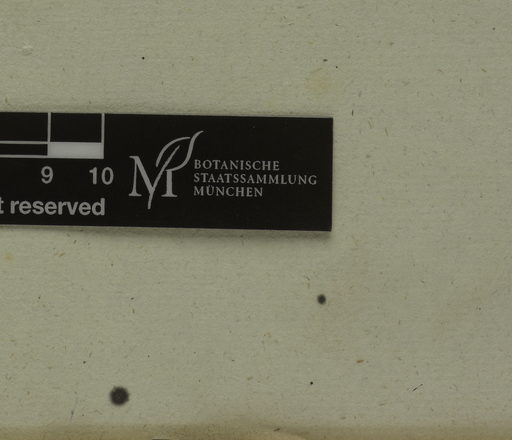 9 10
t reserved
BOTANISCHE
STAATSSAMMLUNG
MÜNCHEN